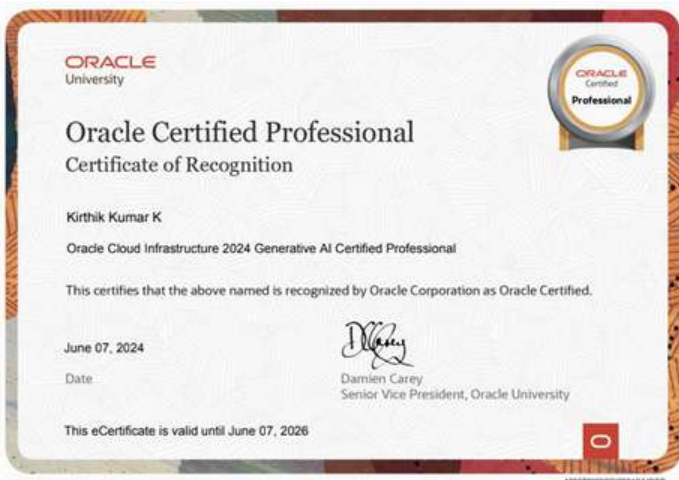 ORACLE
University
ORACLE
Certified
Professional
Oracle Certified Professional
Certificate of Recognition
Kirthik Kumar K
Oracle Cloud Infrastructure 2024 Generative AI Certified Professional
This certifies that the above named is recognized by Oracle Corporation as Oracle Certified.
June 07, 2024
Date
Damien Carey
Senior Vice President, Oracle University
This eCertificate is valid until June 07, 2026